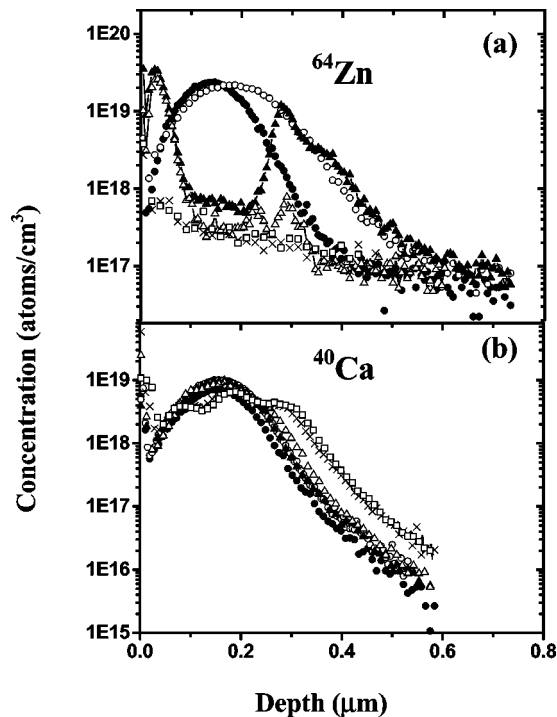 1E20
1E19
1E18
1E17
(a)
⁶⁴Zn
1E19
1E18
1E17
1E16
1E15
(b)
⁴⁰Ca
0.0 0.2 0.4 0.6 0.8
Depth (μm)
Concentration (atoms/cm³)